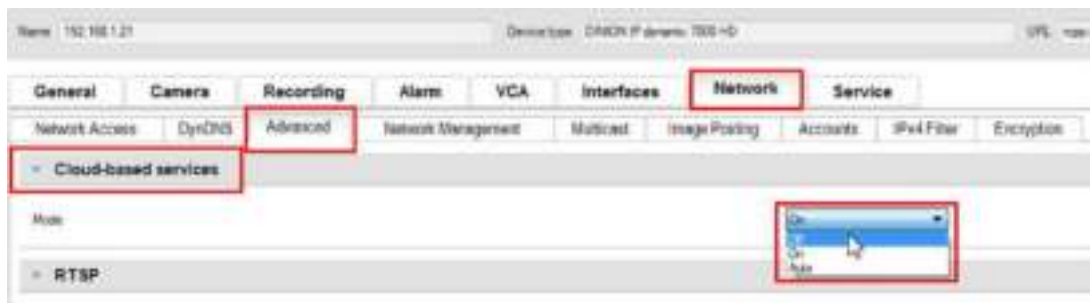 Name 192.168.1.21 Device type DINION IP dynamic 7000 HD URL
General Camera Recording Alarm VCA Interfaces Network Service
Network Access DynDNS Advanced Network Management Multicast Image Posting Accounts IPv4 Filter Encryption
Cloud-based services
Mode On
Off
On
Auto
RTSP